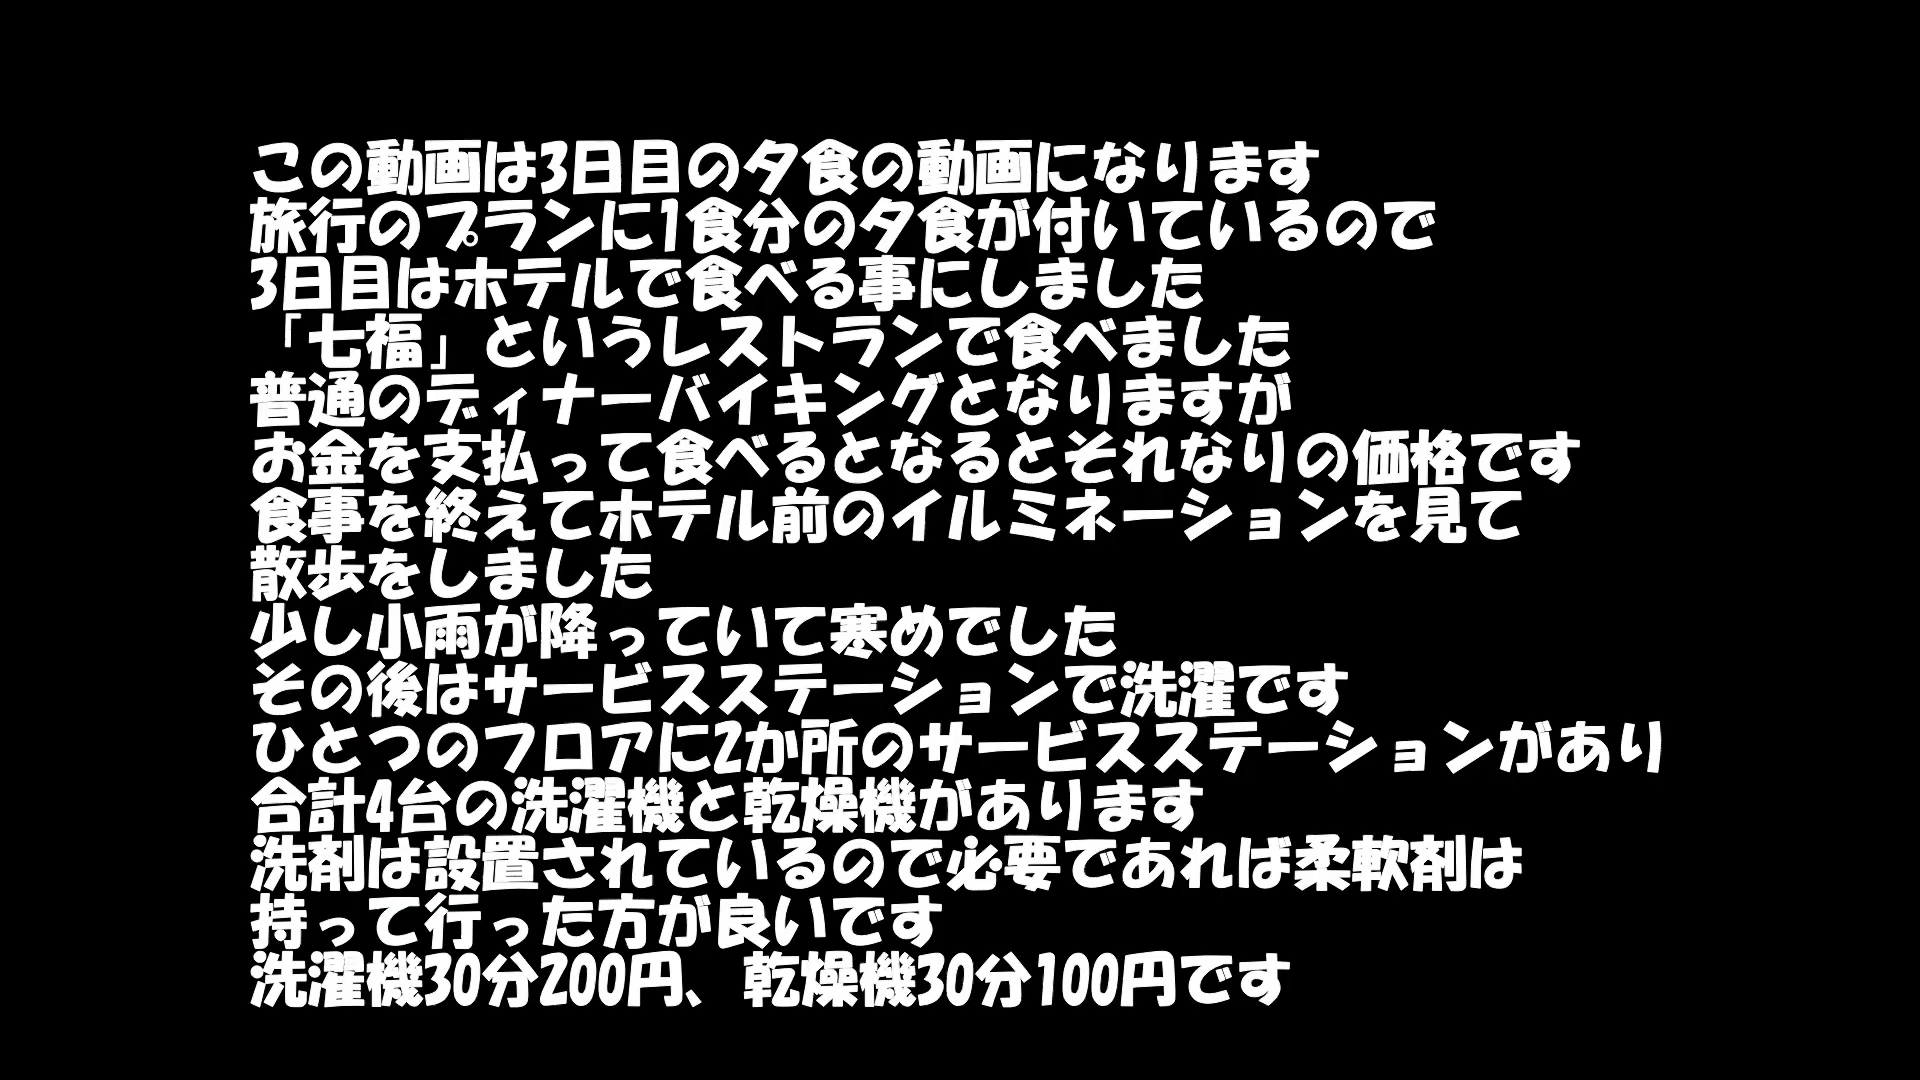 この動画は3日目の夕食の動画になります
旅行のプランに1食分の夕食が付いているので
3日目はホテルで食べる事にしました
「七福」というレストランで食べました
普通のディナーバイキングとなりますが
お金を支払って食べるとなるとそれなりの価格です
食事を終えてホテル前のイルミネーションを見て
散歩をしました
少し小雨が降っていて寒めでした
その後はサービスステーションで洗濯です
ひとつのフロアに2か所のサービスステーションがあり
合計4台の洗濯機と乾燥機があります
洗剤は設置されているので必要であれば柔軟剤は
持って行った方が良いです
洗濯機30分200円、乾燥機30分100円です